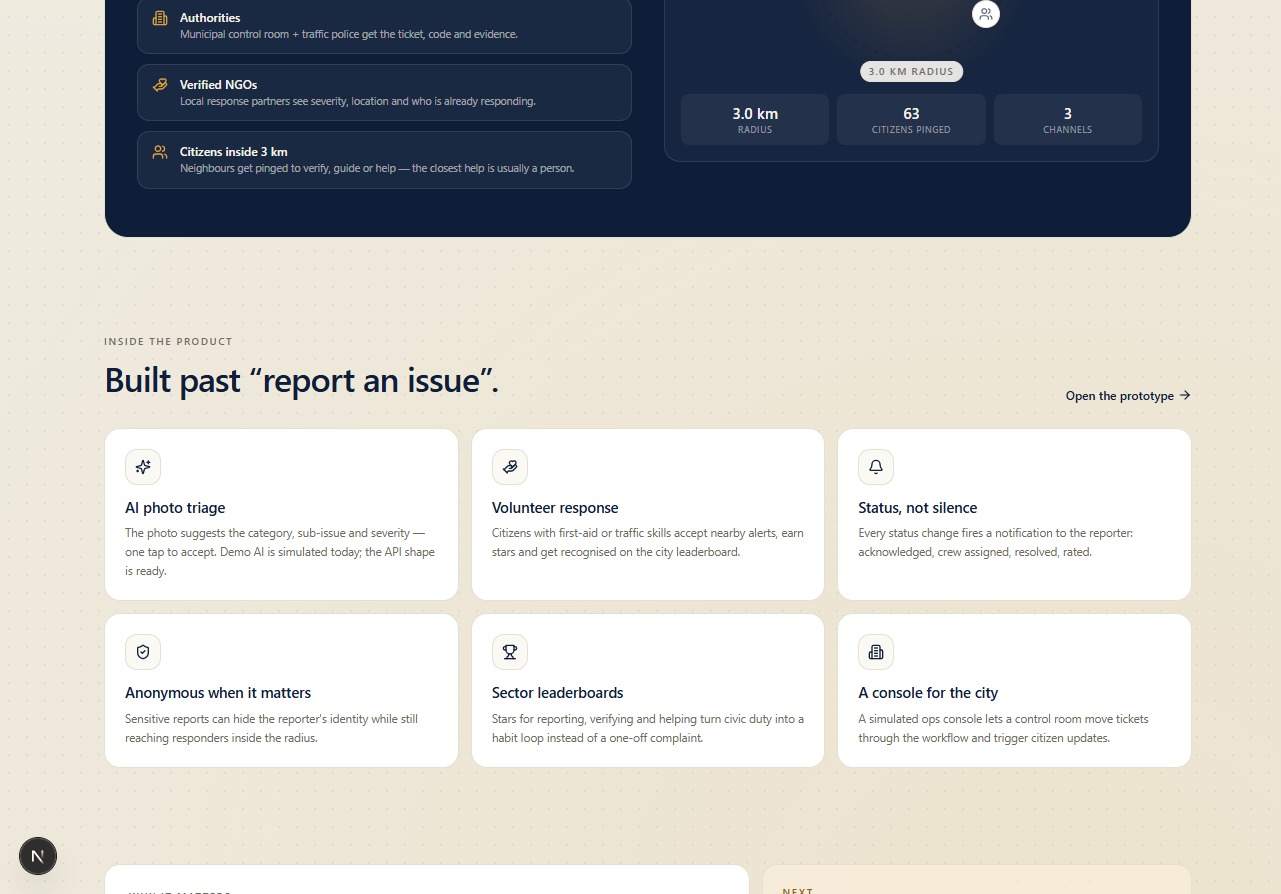 Authorities
Municipal control room + traffic police get the ticket, code and evidence.
Verified NGOs
Local response partners see severity, location and who is already responding.
Citizens inside 3 km
Neighbours get pinged to verify, guide or help — the closest help is usually a person.
3.0 KM RADIUS
3.0 km
RADIUS
63
CITIZENS PINGED
3
CHANNELS
INSIDE THE PRODUCT
Built past “report an issue”.
Open the prototype
AI photo triage
The photo suggests the category, sub-issue and severity —
one tap to accept. Demo AI is simulated today; the API shape
is ready.
Volunteer response
Citizens with first-aid or traffic skills accept nearby alerts, earn
stars and get recognised on the city leaderboard.
Status, not silence
Every status change fires a notification to the reporter:
acknowledged, crew assigned, resolved, rated.
Anonymous when it matters
Sensitive reports can hide the reporter's identity while still
reaching responders inside the radius.
Sector leaderboards
Stars for reporting, verifying and helping turn civic duty into a
habit loop instead of a one-off complaint.
A console for the city
A simulated ops console lets a control room move tickets
through the workflow and trigger citizen updates.
N
NEXT